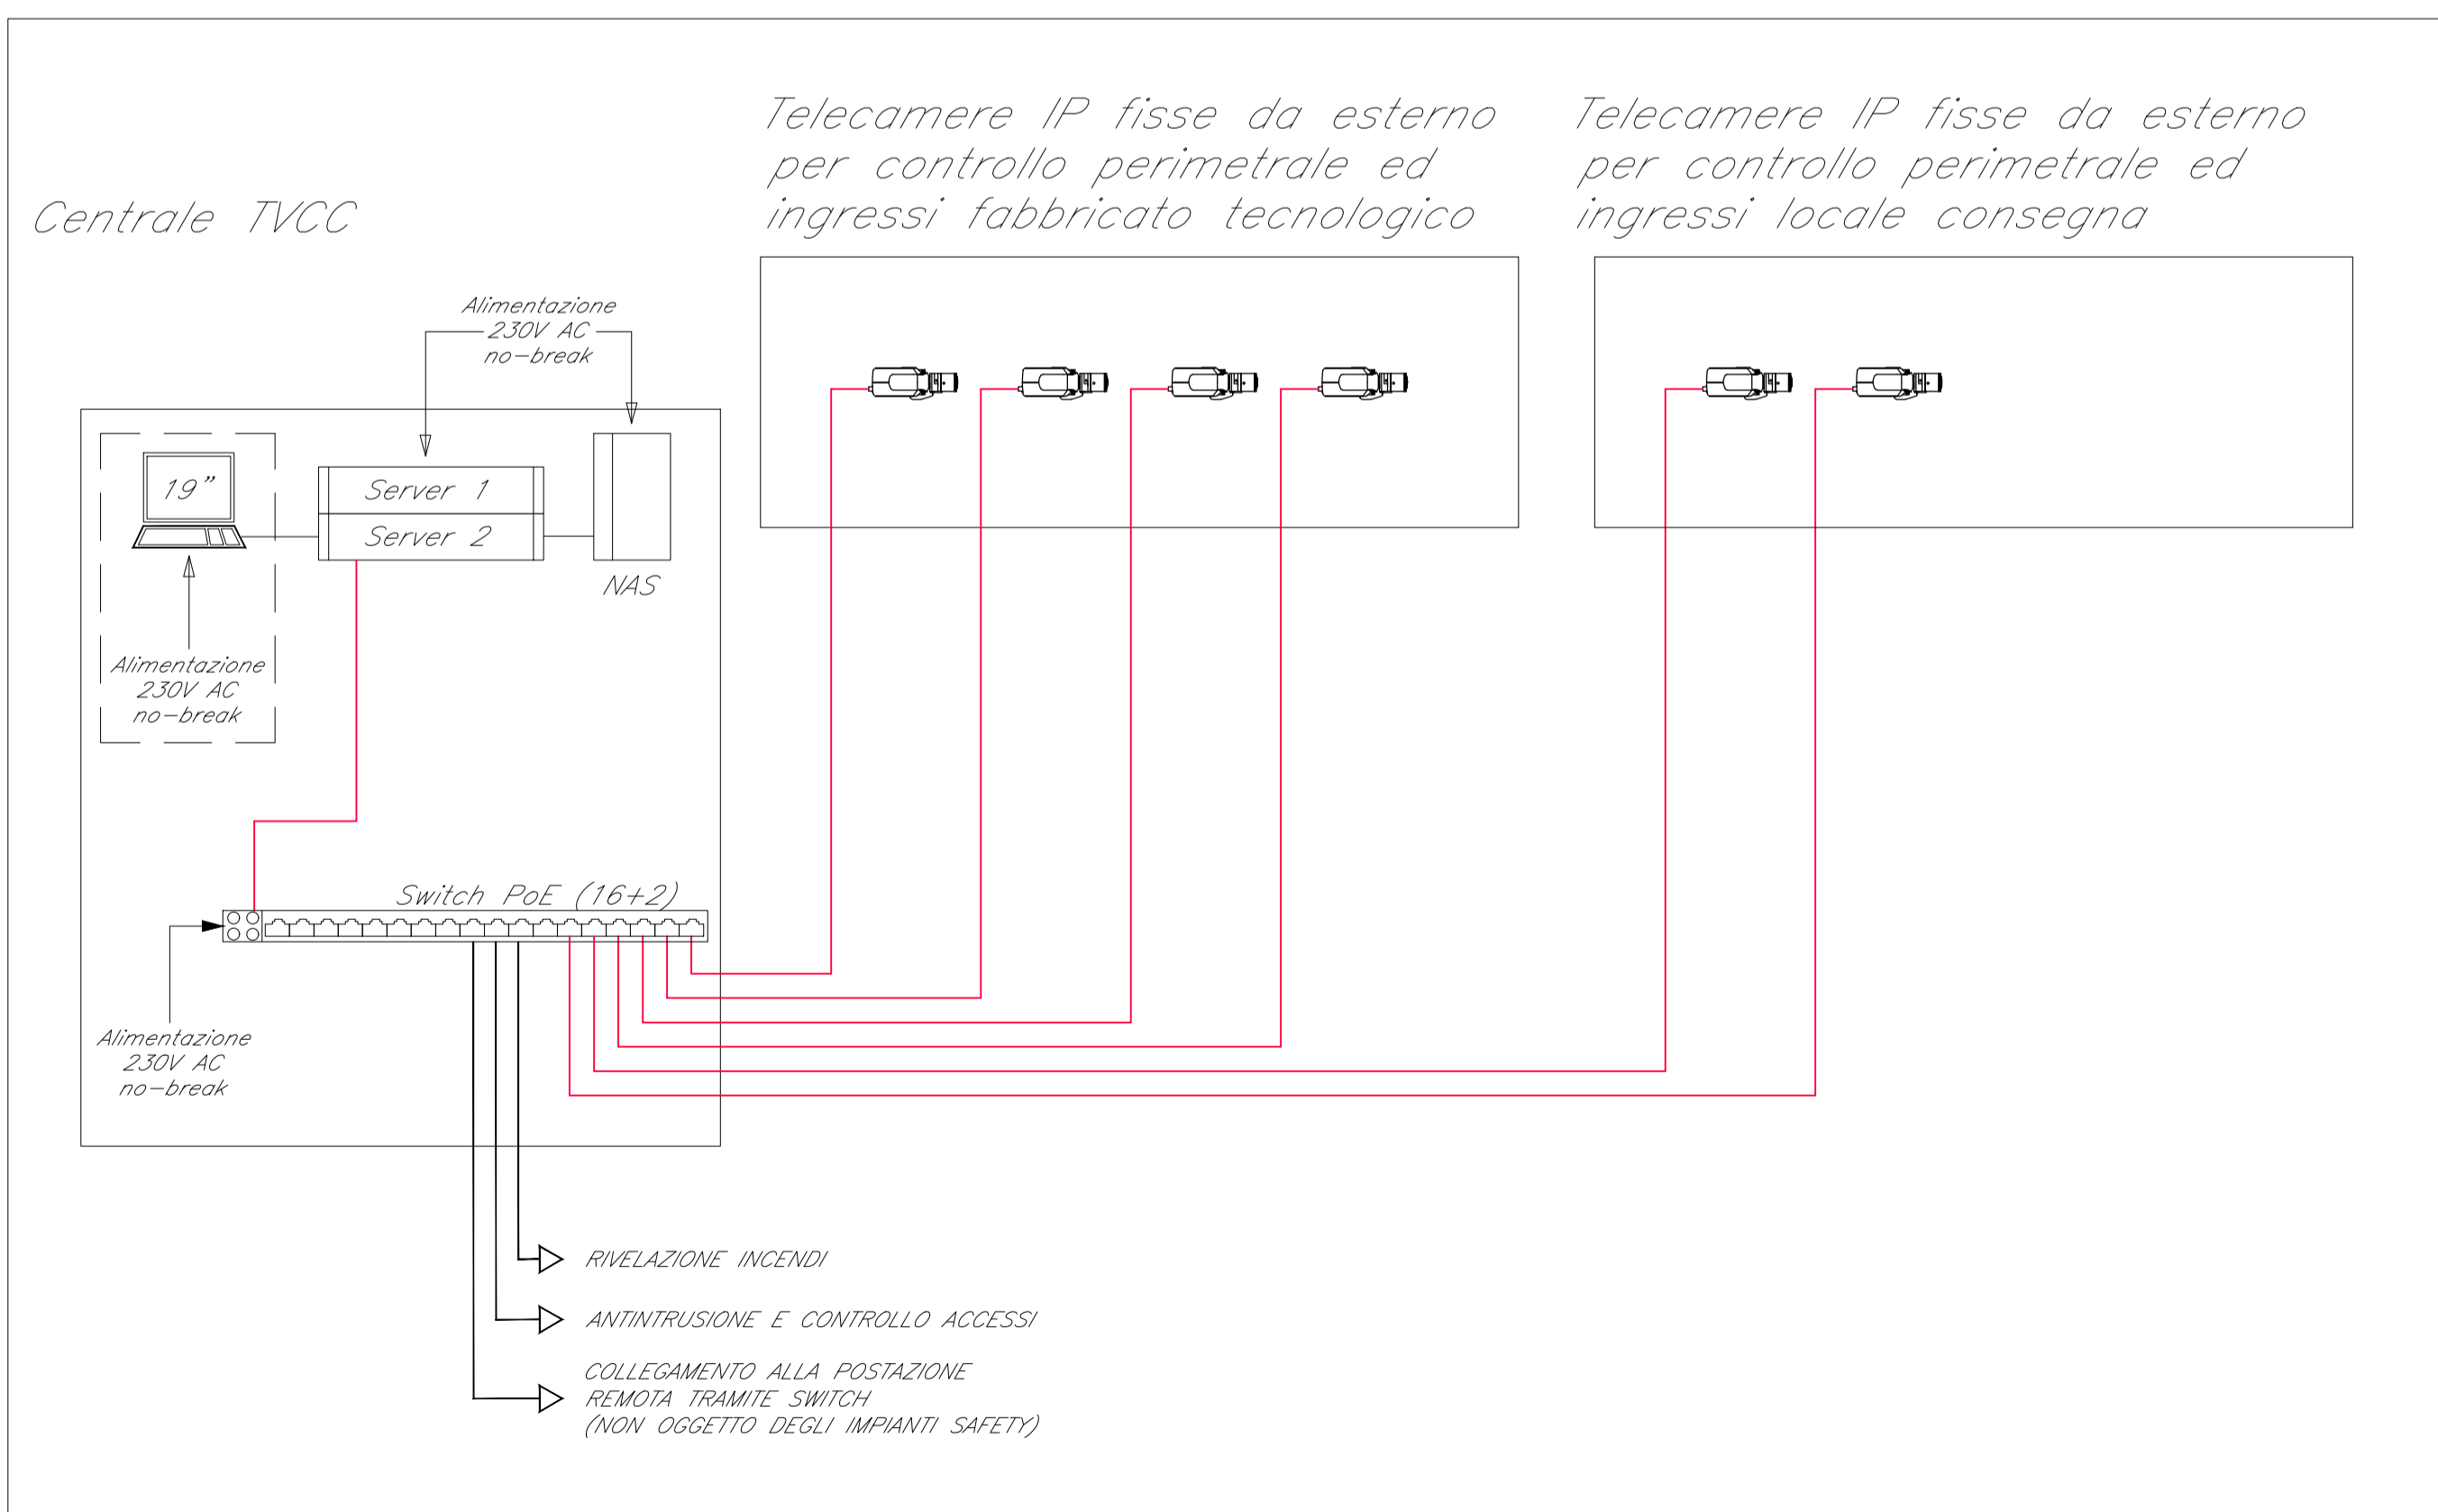 Centrale TVCC
Telecamere IP fisse da esterno
per controllo perimetrale ed
ingressi fabbricato tecnologico
Telecamere IP fisse da esterno
per controllo perimetrale ed
ingressi locale consegna
Alimentazione
230V AC
no-break
19”
Server 1
Server 2
NAS
Alimentazione
230V AC
no-break
Switch PoE (16+2)
Alimentazione
230V AC
no-break
RIVELAZIONE INCENDI
ANTINTRUSIONE E CONTROLLO ACCESSI
COLLEGAMENTO ALLA POSTAZIONE
REMOTA TRAMITE SWITCH
(NON OGGETTO DEGLI IMPIANTI SAFETY)